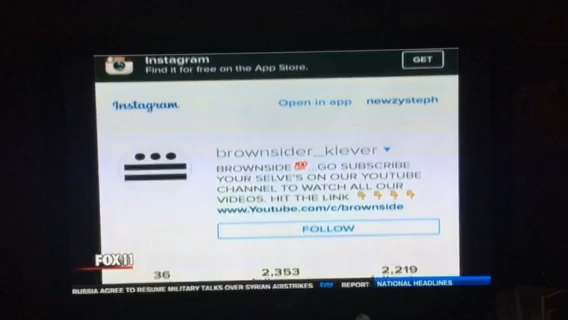 Instagram
Find it for free on the App Store.
GET
Instagram
Open in app newzysteph
brownsider_klever
BROWNSIDE 💯...GO SUBSCRIBE
YOUR SELVE'S ON OUR YOUTUBE
CHANNEL TO WATCH ALL OUR
VIDEOS. HIT THE LINK 👇👇👇👇
www.Youtube.com/c/brownside
FOLLOW
36 2,353 2,219
FOX 11
RUSSIA AGREE TO RESUME MILITARY TALKS OVER SYRIAN AIRSTRIKES REPORT: NATIONAL HEADLINES